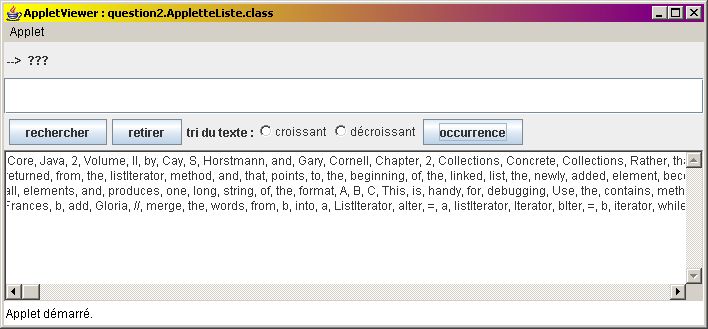 AppletViewer : question2.AppletteListe.class
Applet
--> ???
rechercher retirer tri du texte : croissant décroissant occurrence
Core, Java, 2, Volume, II, by, Cay, S, Horstmann, and, Gary, Cornell, Chapter, 2, Collections, Concrete, Collections, Rather,
returned, from, the, listIterator, method, and, that, points, to, the, beginning, of, the, linked, list, the, newly, added, element,
all, elements, and, produces, one, long, string, of, the, format, A, B, C, This, is, handy, for, debugging, Use, the, contains,
Frances, b, add, Gloria, //, merge, the, words, from, b, into, a, ListIterator, aIter, =, a, listIterator, Iterator, bIter, =, b, iterator, while
Applet démarré.